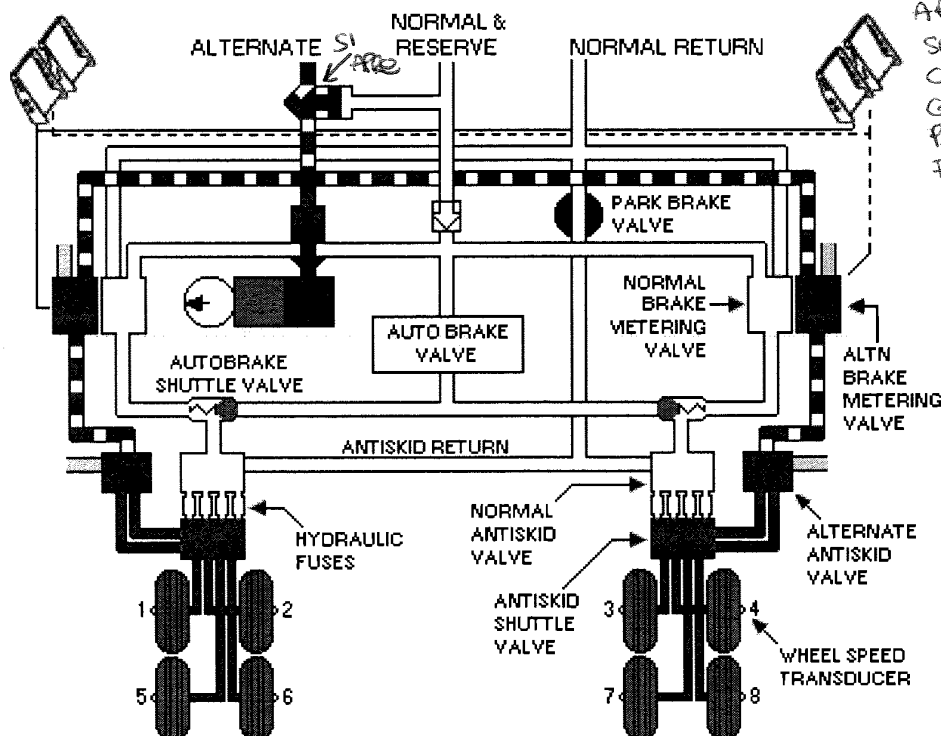 NORMAL &
RESERVE
ALTERNATE
NORMAL RETURN
PARK BRAKE
VALVE
NORMAL
BRAKE
METERING
VALVE
AUTO BRAKE
VALVE
AUTOBRAKE
SHUTTLE VALVE
ALTN
BRAKE
METERING
VALVE
ANTISKID RETURN
HYDRAULIC
FUSES
NORMAL
ANTISKID
VALVE
ALTERNATE
ANTISKID
VALVE
ANTISKID
SHUTTLE
VALVE
1 2
3 4
WHEEL SPEED
TRANSDUCER
5 6
7 8